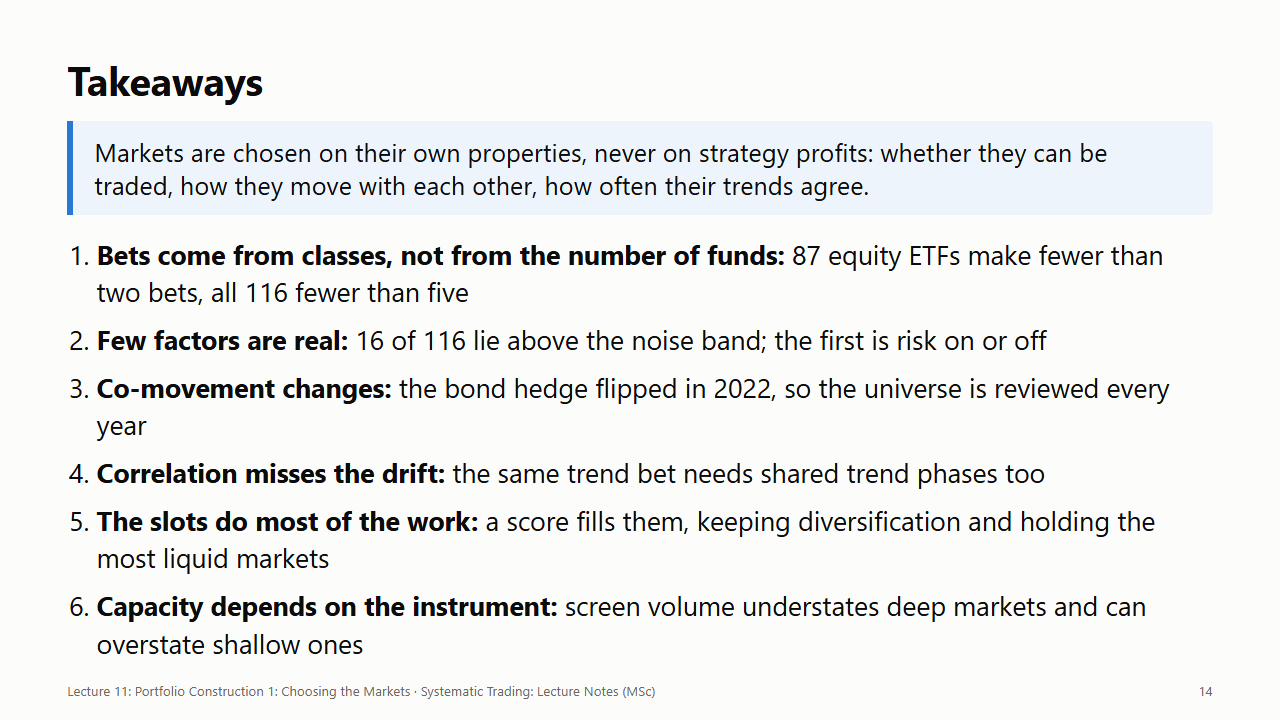 Takeaways
Markets are chosen on their own properties, never on strategy profits: whether they can be
traded, how they move with each other, how often their trends agree.
1. Bets come from classes, not from the number of funds: 87 equity ETFs make fewer than
two bets, all 116 fewer than five
2. Few factors are real: 16 of 116 lie above the noise band; the first is risk on or off
3. Co-movement changes: the bond hedge flipped in 2022, so the universe is reviewed every
year
4. Correlation misses the drift: the same trend bet needs shared trend phases too
5. The slots do most of the work: a score fills them, keeping diversification and holding the
most liquid markets
6. Capacity depends on the instrument: screen volume understates deep markets and can
overstate shallow ones
Lecture 11: Portfolio Construction 1: Choosing the Markets · Systematic Trading: Lecture Notes (MSc)
14